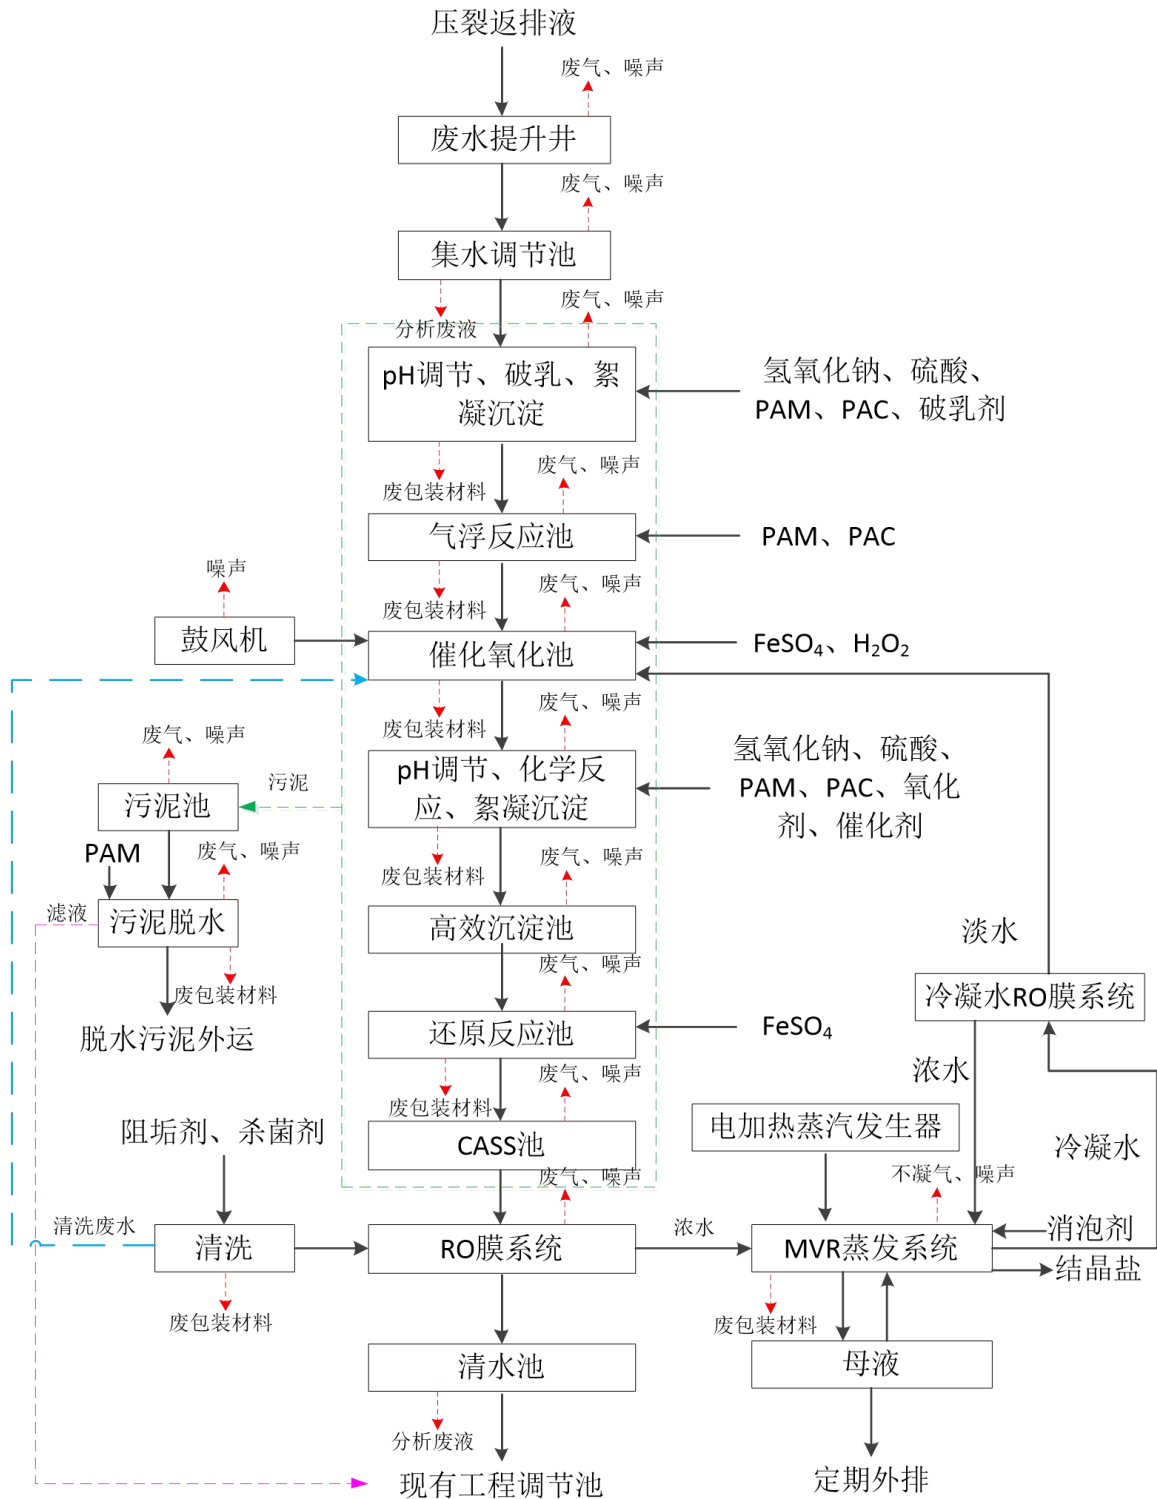 压裂返排液
废气、噪声
废水提升井
废气、噪声
集水调节池
废气、噪声
分析废液
pH调节、破乳、絮
凝沉淀
氢氧化钠、硫酸、
PAM、PAC、破乳剂
废气、噪声
废包装材料
气浮反应池
PAM、PAC
噪声
废气、噪声
废包装材料
鼓风机
催化氧化池
FeSO₄、H₂O₂
废气、噪声
废包装材料
废气、噪声
氢氧化钠、硫酸、
PAM、PAC、氧化
剂、催化剂
pH调节、化学反
应、絮凝沉淀
污泥
污泥池
PAM
废气、噪声
废气、噪声
废包装材料
滤液
污泥脱水
高效沉淀池
淡水
废气、噪声
废包装材料
冷凝水RO膜系统
脱水污泥外运
还原反应池
FeSO₄
浓水
废气、噪声
废包装材料
电加热蒸汽发生器
阻垢剂、杀菌剂
CASS池
冷凝水
废气、噪声
不凝气、噪声
清洗废水
清洗
RO膜系统
浓水
MVR蒸发系统
消泡剂
结晶盐
废包装材料
废包装材料
清水池
母液
分析废液
现有工程调节池
定期外排